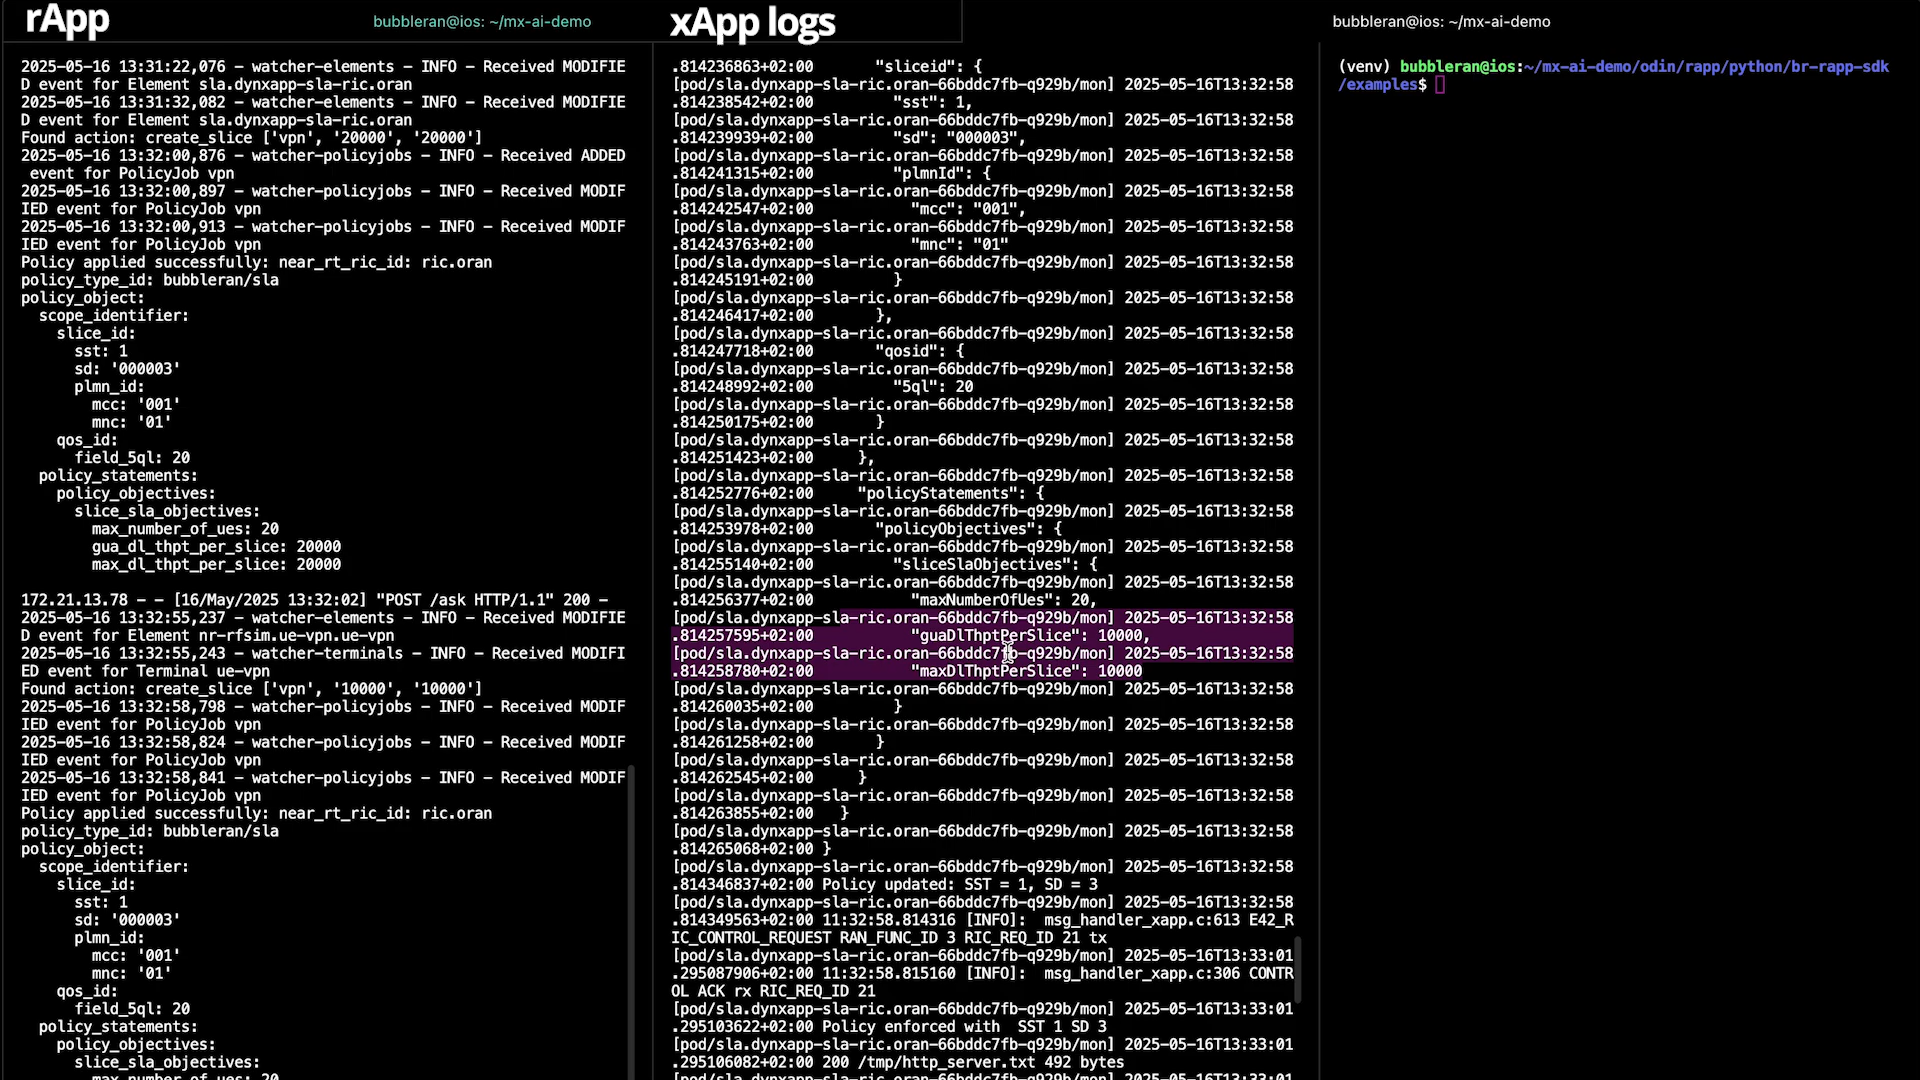 rApp
bubbleran@ios: ~/mx-ai-demo
2025-05-16 13:31:22,076 - watcher-elements - INFO - Received MODIFIE
D event for Element sla.dynxapp-sla-ric.oran
2025-05-16 13:31:32,082 - watcher-elements - INFO - Received MODIFIE
D event for Element sla.dynxapp-sla-ric.oran
Found action: create_slice ['vpn', '20000', '20000']
2025-05-16 13:32:00,876 - watcher-policyjobs - INFO - Received ADDED
 event for PolicyJob vpn
2025-05-16 13:32:00,897 - watcher-policyjobs - INFO - Received MODIF
IED event for PolicyJob vpn
2025-05-16 13:32:00,913 - watcher-policyjobs - INFO - Received MODIF
IED event for PolicyJob vpn
Policy applied successfully: near_rt_ric_id: ric.oran
policy_type_id: bubbleran/sla
policy_object:
  scope_identifier:
    slice_id:
      sst: 1
      sd: '000003'
      plmn_id:
        mcc: '001'
        mnc: '01'
    qos_id:
      field_5ql: 20
  policy_statements:
    policy_objectives:
      slice_sla_objectives:
        max_number_of_ues: 20
        gua_dl_thpt_per_slice: 20000
        max_dl_thpt_per_slice: 20000
172.21.13.78 - - [16/May/2025 13:32:02] "POST /ask HTTP/1.1" 200 -
2025-05-16 13:32:55,237 - watcher-elements - INFO - Received MODIFIE
D event for Element nr-rfsim.ue-vpn.ue-vpn
2025-05-16 13:32:55,243 - watcher-terminals - INFO - Received MODIFI
ED event for Terminal ue-vpn
Found action: create_slice ['vpn', '10000', '10000']
2025-05-16 13:32:58,798 - watcher-policyjobs - INFO - Received MODIF
IED event for PolicyJob vpn
2025-05-16 13:32:58,824 - watcher-policyjobs - INFO - Received MODIF
IED event for PolicyJob vpn
2025-05-16 13:32:58,841 - watcher-policyjobs - INFO - Received MODIF
IED event for PolicyJob vpn
Policy applied successfully: near_rt_ric_id: ric.oran
policy_type_id: bubbleran/sla
policy_object:
  scope_identifier:
    slice_id:
      sst: 1
      sd: '000003'
      plmn_id:
        mcc: '001'
        mnc: '01'
    qos_id:
      field_5ql: 20
  policy_statements:
    policy_objectives:
      slice_sla_objectives:
        max_number_of_ues: 20
xApp logs
.814236863+02:00       "sliceid": {
[pod/sla.dynxapp-sla-ric.oran-66bddc7fb-q929b/mon] 2025-05-16T13:32:58
.814238542+02:00         "sst": 1,
[pod/sla.dynxapp-sla-ric.oran-66bddc7fb-q929b/mon] 2025-05-16T13:32:58
.814239939+02:00         "sd": "000003",
[pod/sla.dynxapp-sla-ric.oran-66bddc7fb-q929b/mon] 2025-05-16T13:32:58
.814241315+02:00         "plmnId": {
[pod/sla.dynxapp-sla-ric.oran-66bddc7fb-q929b/mon] 2025-05-16T13:32:58
.814242547+02:00           "mcc": "001",
[pod/sla.dynxapp-sla-ric.oran-66bddc7fb-q929b/mon] 2025-05-16T13:32:58
.814243763+02:00           "mnc": "01"
[pod/sla.dynxapp-sla-ric.oran-66bddc7fb-q929b/mon] 2025-05-16T13:32:58
.814245191+02:00         }
[pod/sla.dynxapp-sla-ric.oran-66bddc7fb-q929b/mon] 2025-05-16T13:32:58
.814246417+02:00       },
[pod/sla.dynxapp-sla-ric.oran-66bddc7fb-q929b/mon] 2025-05-16T13:32:58
.814247718+02:00       "qosid": {
[pod/sla.dynxapp-sla-ric.oran-66bddc7fb-q929b/mon] 2025-05-16T13:32:58
.814248992+02:00         "5ql": 20
[pod/sla.dynxapp-sla-ric.oran-66bddc7fb-q929b/mon] 2025-05-16T13:32:58
.814250175+02:00       }
[pod/sla.dynxapp-sla-ric.oran-66bddc7fb-q929b/mon] 2025-05-16T13:32:58
.814251423+02:00     },
[pod/sla.dynxapp-sla-ric.oran-66bddc7fb-q929b/mon] 2025-05-16T13:32:58
.814252776+02:00     "policyStatements": {
[pod/sla.dynxapp-sla-ric.oran-66bddc7fb-q929b/mon] 2025-05-16T13:32:58
.814253978+02:00       "policyObjectives": {
[pod/sla.dynxapp-sla-ric.oran-66bddc7fb-q929b/mon] 2025-05-16T13:32:58
.814255140+02:00         "sliceSlaObjectives": {
[pod/sla.dynxapp-sla-ric.oran-66bddc7fb-q929b/mon] 2025-05-16T13:32:58
.814256377+02:00           "maxNumberOfUes": 20,
[pod/sla.dynxapp-sla-ric.oran-66bddc7fb-q929b/mon] 2025-05-16T13:32:58
.814257595+02:00           "guaDlThptPerSlice": 10000,
[pod/sla.dynxapp-sla-ric.oran-66bddc7fb-q929b/mon] 2025-05-16T13:32:58
.814258780+02:00           "maxDlThptPerSlice": 10000
[pod/sla.dynxapp-sla-ric.oran-66bddc7fb-q929b/mon] 2025-05-16T13:32:58
.814260035+02:00         }
[pod/sla.dynxapp-sla-ric.oran-66bddc7fb-q929b/mon] 2025-05-16T13:32:58
.814261258+02:00       }
[pod/sla.dynxapp-sla-ric.oran-66bddc7fb-q929b/mon] 2025-05-16T13:32:58
.814262545+02:00     }
[pod/sla.dynxapp-sla-ric.oran-66bddc7fb-q929b/mon] 2025-05-16T13:32:58
.814263855+02:00   }
[pod/sla.dynxapp-sla-ric.oran-66bddc7fb-q929b/mon] 2025-05-16T13:32:58
.814265068+02:00 }
[pod/sla.dynxapp-sla-ric.oran-66bddc7fb-q929b/mon] 2025-05-16T13:32:58
.814346837+02:00 Policy updated: SST = 1, SD = 3
[pod/sla.dynxapp-sla-ric.oran-66bddc7fb-q929b/mon] 2025-05-16T13:32:58
.814349563+02:00 11:32:58.814316 [INFO]:  msg_handler_xapp.c:613 E42_R
IC_CONTROL_REQUEST RAN_FUNC_ID 3 RIC_REQ_ID 21 tx
[pod/sla.dynxapp-sla-ric.oran-66bddc7fb-q929b/mon] 2025-05-16T13:33:01
.295087906+02:00 11:32:58.815160 [INFO]:  msg_handler_xapp.c:306 CONTR
OL ACK rx RIC_REQ_ID 21
[pod/sla.dynxapp-sla-ric.oran-66bddc7fb-q929b/mon] 2025-05-16T13:33:01
.295103622+02:00 Policy enforced with  SST 1 SD 3
[pod/sla.dynxapp-sla-ric.oran-66bddc7fb-q929b/mon] 2025-05-16T13:33:01
.295106082+02:00 200 /tmp/http_server.txt 492 bytes
[pod/sla.dynxapp-sla-ric.oran-66bddc7fb-q929b/mon] 2025-05-16T13:33:01
bubbleran@ios: ~/mx-ai-demo
(venv) bubbleran@ios:~/mx-ai-demo/odin/rapp/python/br-rapp-sdk
/examples$